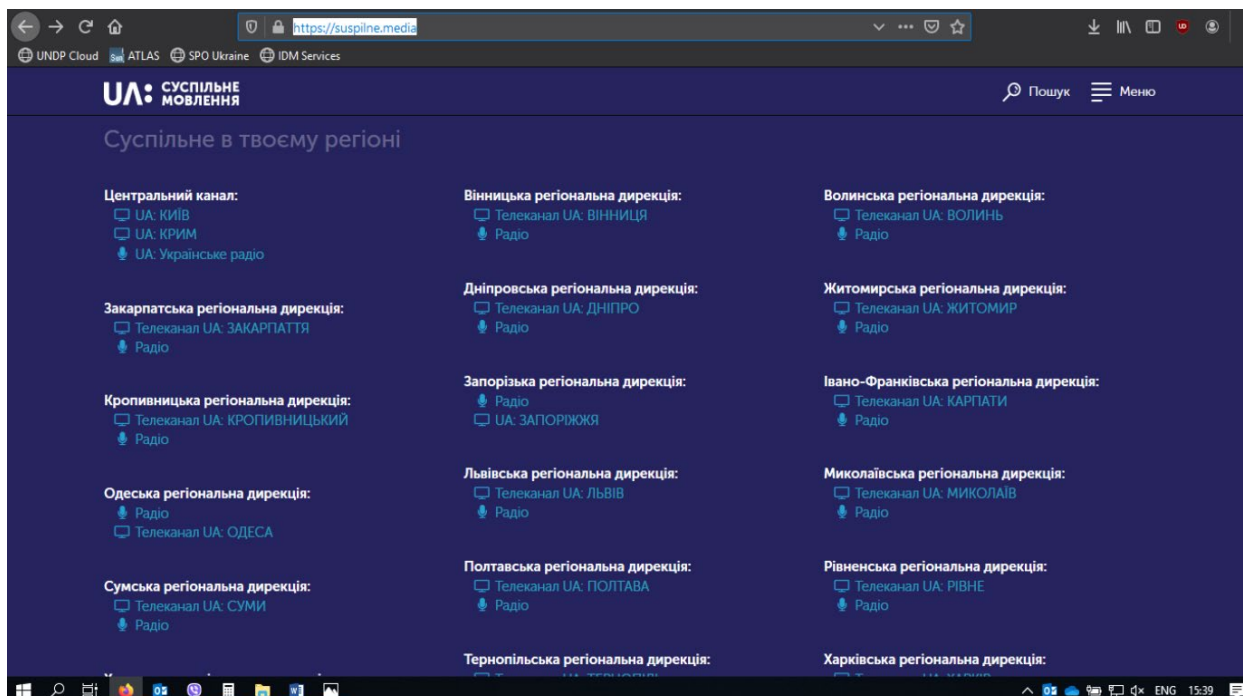 https://suspilne.media
UNDP Cloud ATLAS SPO Ukraine IDM Services
UA: СУСПІЛЬНЕ
МОВЛЕННЯ
Пошук Меню
Суспільне в твоєму регіоні
Центральний канал:
UA: КИЇВ
UA: КРИМ
UA: Українське радіо
Закарпатська регіональна дирекція:
Телеканал UA: ЗАКАРПАТТЯ
Радіо
Кропивницька регіональна дирекція:
Телеканал UA: КРОПИВНИЦЬКИЙ
Радіо
Одеська регіональна дирекція:
Радіо
Телеканал UA: ОДЕСА
Сумська регіональна дирекція:
Телеканал UA: СУМИ
Радіо
Вінницька регіональна дирекція:
Телеканал UA: ВІННИЦЯ
Радіо
Дніпровська регіональна дирекція:
Телеканал UA: ДНІПРО
Радіо
Запорізька регіональна дирекція:
Радіо
UA: ЗАПОРІЖЖЯ
Львівська регіональна дирекція:
Телеканал UA: ЛЬВІВ
Радіо
Полтавська регіональна дирекція:
Телеканал UA: ПОЛТАВА
Радіо
Тернопільська регіональна дирекція:
Волинська регіональна дирекція:
Телеканал UA: ВОЛИНЬ
Радіо
Житомирська регіональна дирекція:
Телеканал UA: ЖИТОМИР
Радіо
Івано-Франківська регіональна дирекція:
Телеканал UA: КАРПАТИ
Радіо
Миколаївська регіональна дирекція:
Телеканал UA: МИКОЛАЇВ
Радіо
Рівненська регіональна дирекція:
Телеканал UA: РІВНЕ
Радіо
Харківська регіональна дирекція:
ENG 15:39